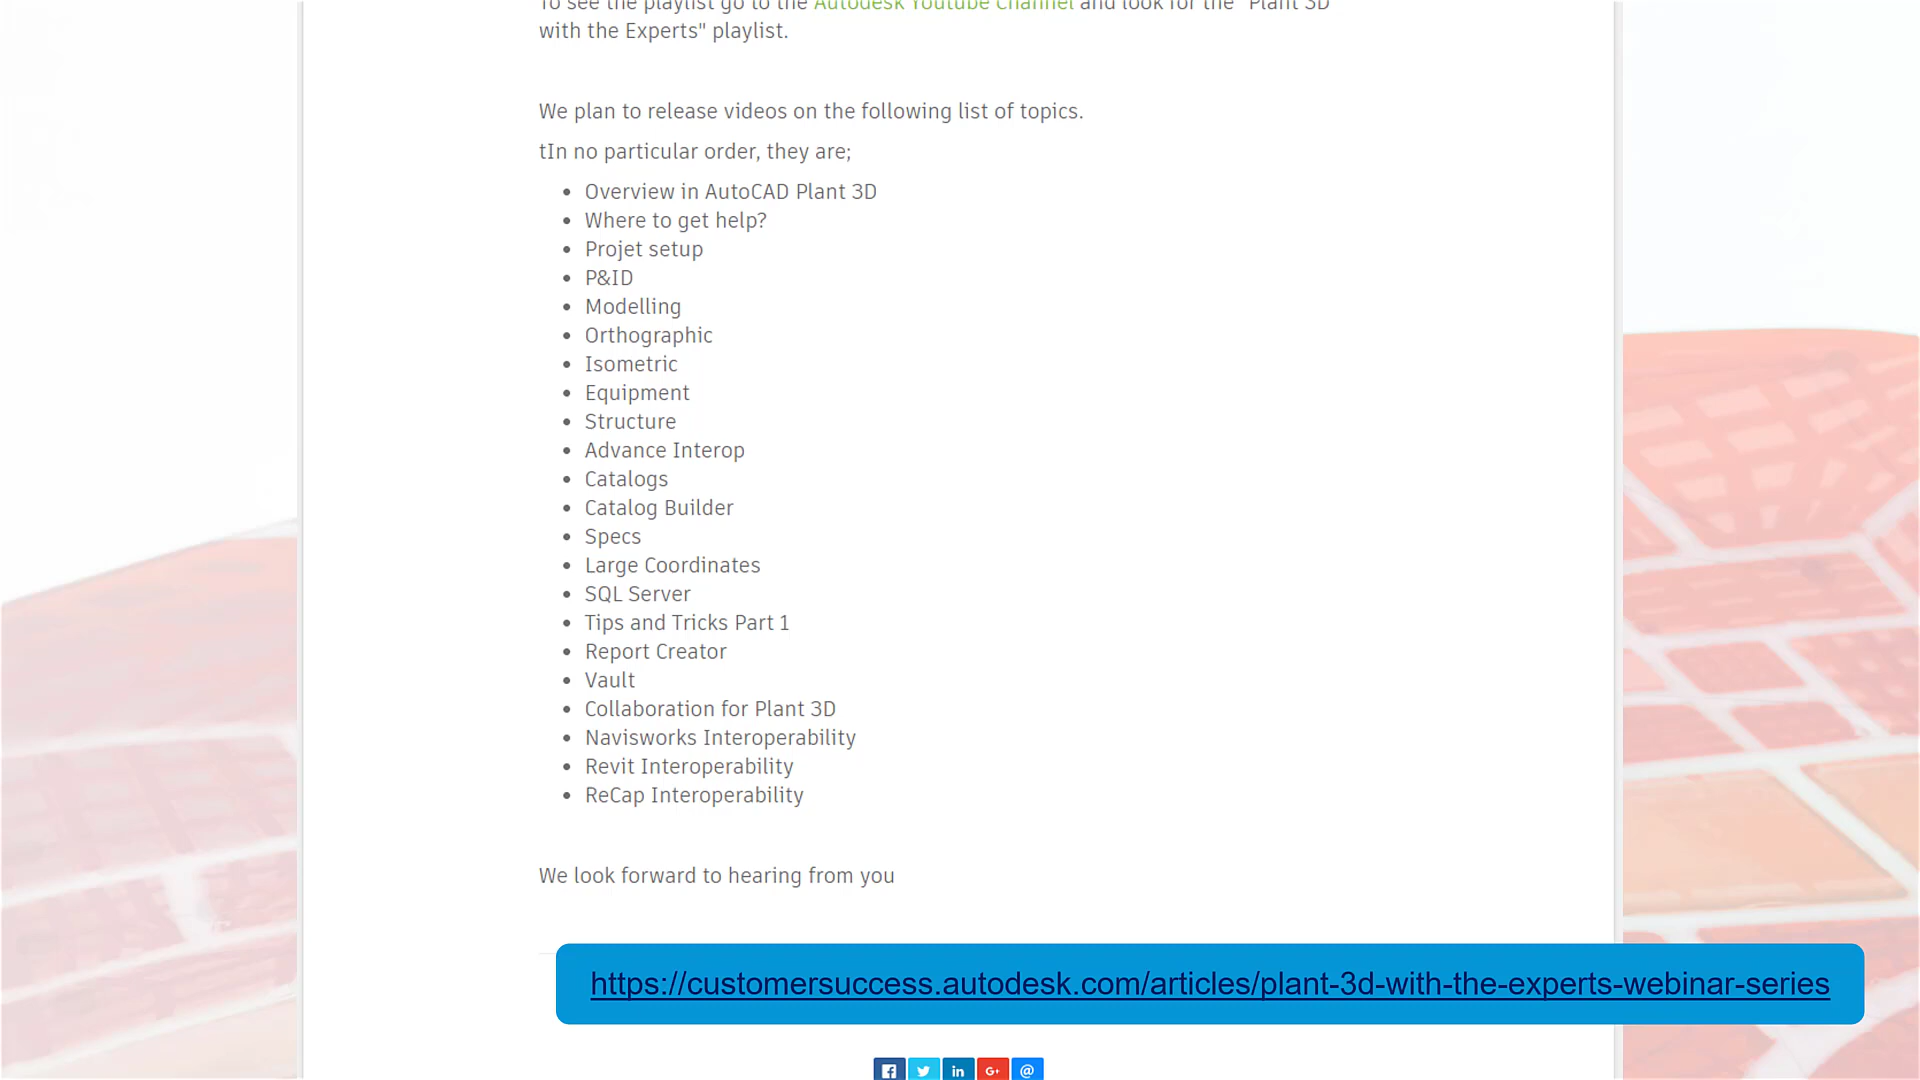 To see the playlist go to the Autodesk Youtube Channel and look for the "Plant 3D
with the Experts" playlist.
We plan to release videos on the following list of topics.
tIn no particular order, they are;
• Overview in AutoCAD Plant 3D
• Where to get help?
• Projet setup
• P&ID
• Modelling
• Orthographic
• Isometric
• Equipment
• Structure
• Advance Interop
• Catalogs
• Catalog Builder
• Specs
• Large Coordinates
• SQL Server
• Tips and Tricks Part 1
• Report Creator
• Vault
• Collaboration for Plant 3D
• Navisworks Interoperability
• Revit Interoperability
• ReCap Interoperability
We look forward to hearing from you
https://customersuccess.autodesk.com/articles/plant-3d-with-the-experts-webinar-series